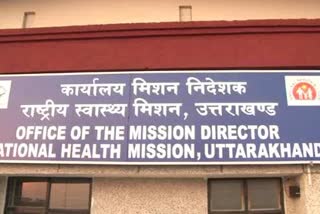 कार्यालय मिशन निदेशक
राष्ट्रीय स्वास्थ्य मिशन, उत्तराखण्ड
OFFICE OF THE MISSION DIRECTOR
ATIONAL HEALTH MISSION, UTTARAKHAND